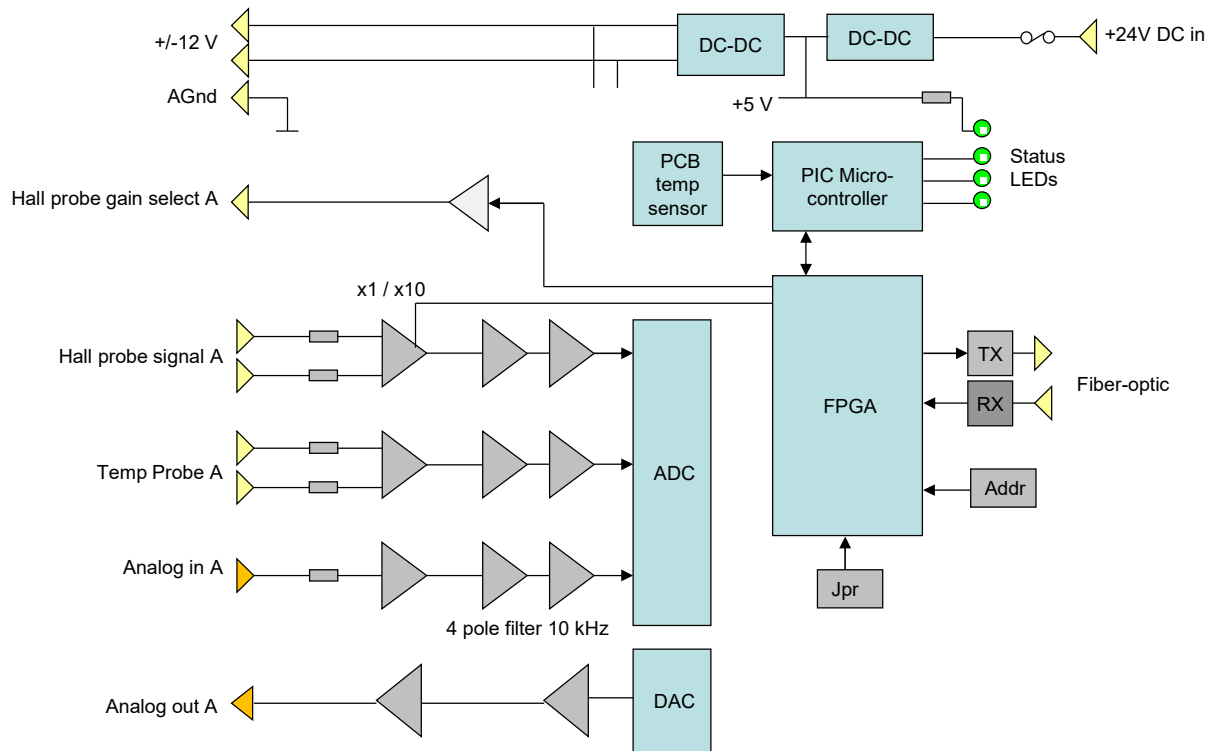 +/-12 V
DC-DC
DC-DC
+24V DC in
AGnd
+5 V
PCB
temp
sensor
PIC Micro-
controller
Status
LEDs
Hall probe gain select A
x1 / x10
Hall probe signal A
TX
Fiber-optic
RX
FPGA
Temp Probe A
ADC
Addr
Analog in A
Jpr
4 pole filter 10 kHz
Analog out A
DAC